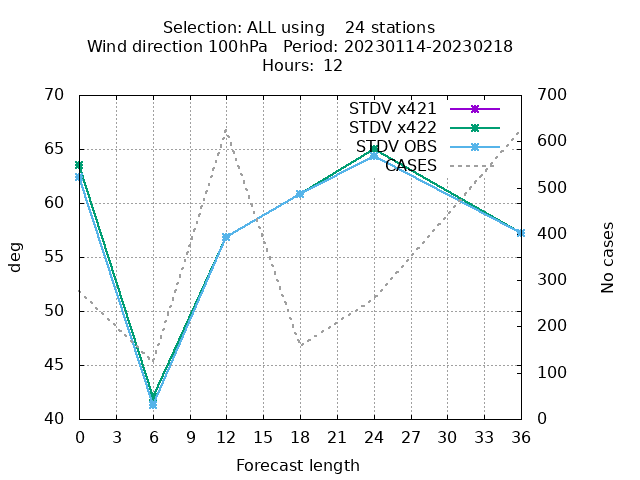 Selection: ALL using    24 stations
Wind direction 100hPa   Period: 20230114-20230218
Hours:  12
70
65
60
55
50
45
40
deg
700
600
500
400
300
200
100
0
No cases
STDV x421
STDV x422
STDV OBS
CASES
0 3 6 9 12 15 18 21 24 27 30 33 36
Forecast length